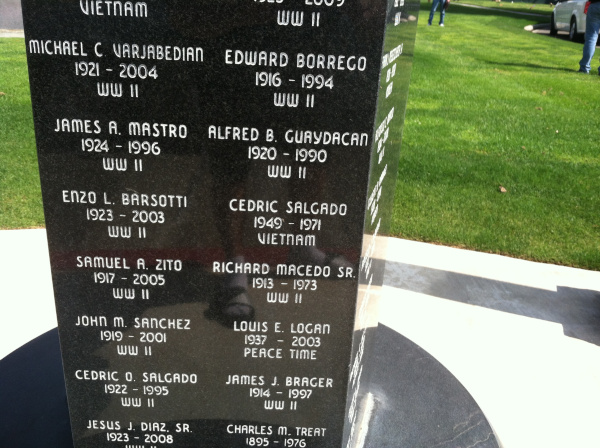 VIETNAM
MICHAEL C VARJABEDIAN
1921 - 2004
WW II
JAMES A. MASTRO
1924 - 1996
WW II
ENZO L. BARSOTTI
1923 - 2003
WW II
SAMUEL A. ZITO
1917 - 2005
WW II
JOHN M. SANCHEZ
1919 - 2001
WW II
CEDRIC O. SALGADO
1922 - 1995
WW II
JESUS J. DIAZ, SR.
1923 - 2008
WW II
2009
WW II
EDWARD BORREGO
1916 - 1994
WW II
ALFRED B. GUAYDACAN
1920 - 1990
WW II
CEDRIC SALGADO
1949 - 1971
VIETNAM
RICHARD MACEDO SR.
1913 - 1973
WW II
LOUIS E. LOGAN
1937 - 2003
PEACE TIME
JAMES J. BRAGER
1914 - 1997
WW II
CHARLES M. TREAT
1895 - 1976